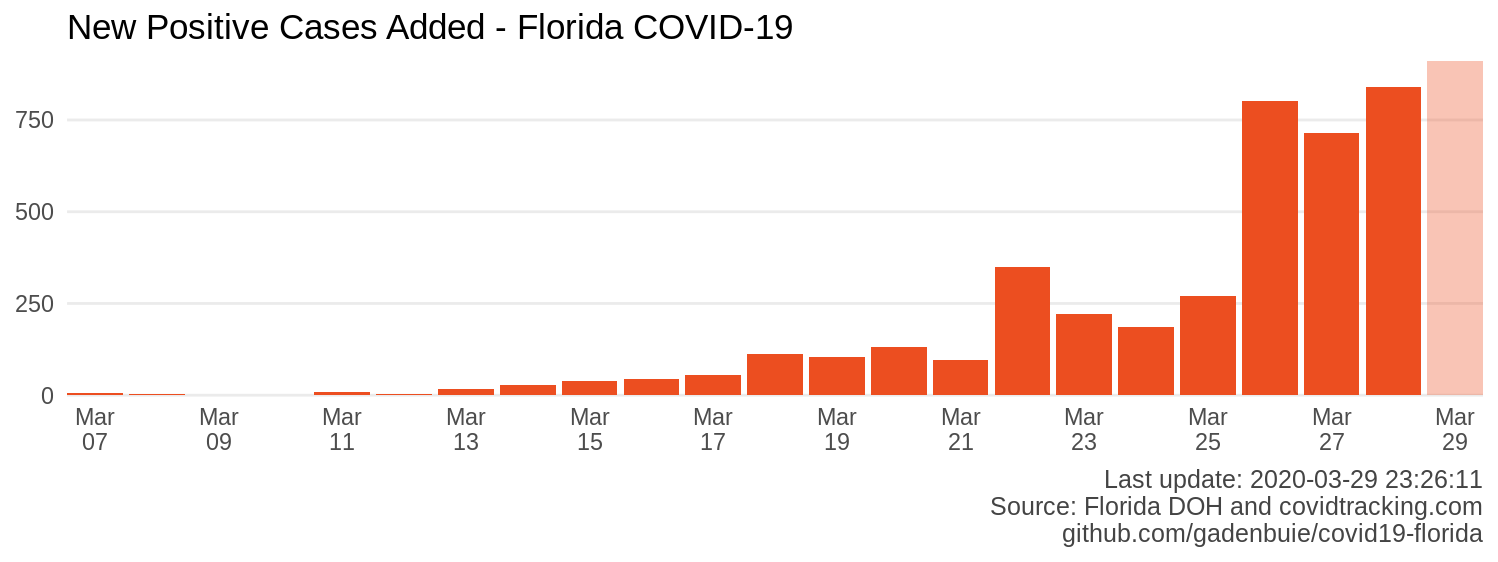 New Positive Cases Added - Florida COVID-19
750
500
250
0
Mar Mar Mar Mar Mar Mar Mar Mar Mar Mar Mar Mar
07 09 11 13 15 17 19 21 23 25 27 29
Last update: 2020-03-29 23:26:11
Source: Florida DOH and covidtracking.com
github.com/gadenbuie/covid19-florida